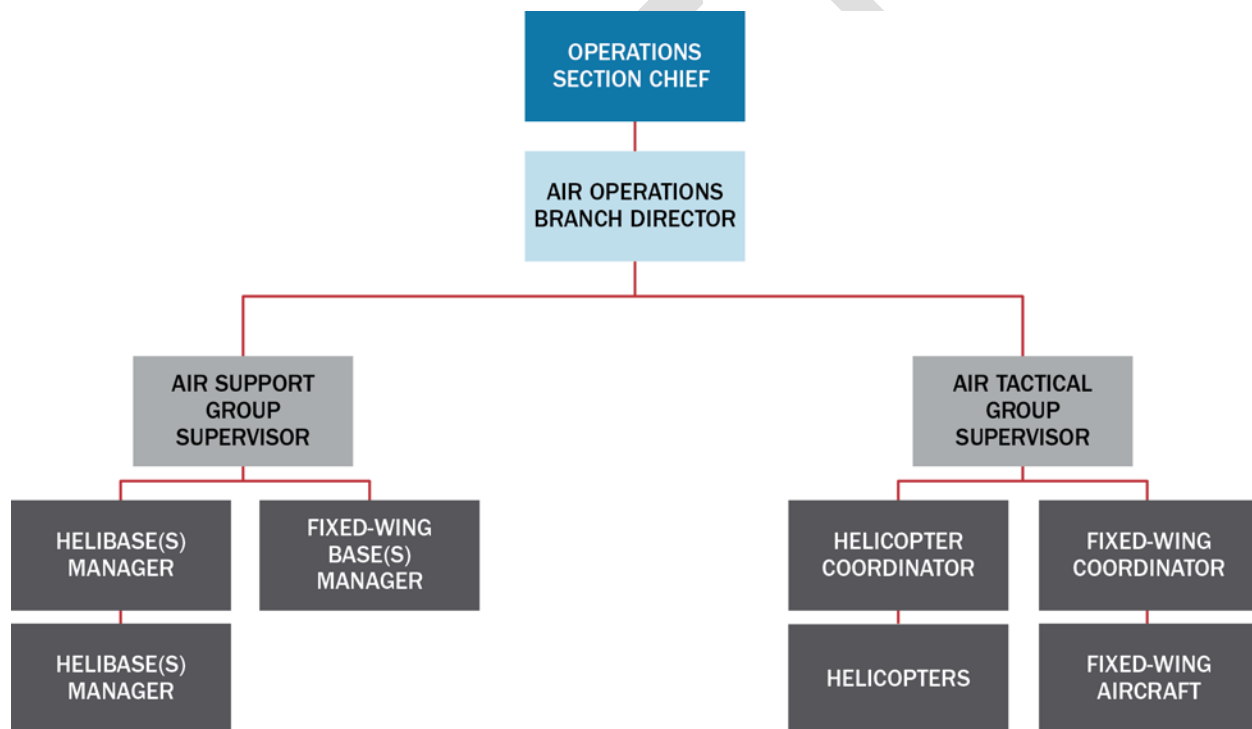 OPERATIONS
SECTION CHIEF
AIR OPERATIONS
BRANCH DIRECTOR
AIR SUPPORT
GROUP
SUPERVISOR
AIR TACTICAL
GROUP
SUPERVISOR
HELIBASE(S)
MANAGER
FIXED-WING
BASE(S)
MANAGER
HELICOPTER
COORDINATOR
FIXED-WING
COORDINATOR
HELIBASE(S)
MANAGER
HELICOPTERS
FIXED-WING
AIRCRAFT